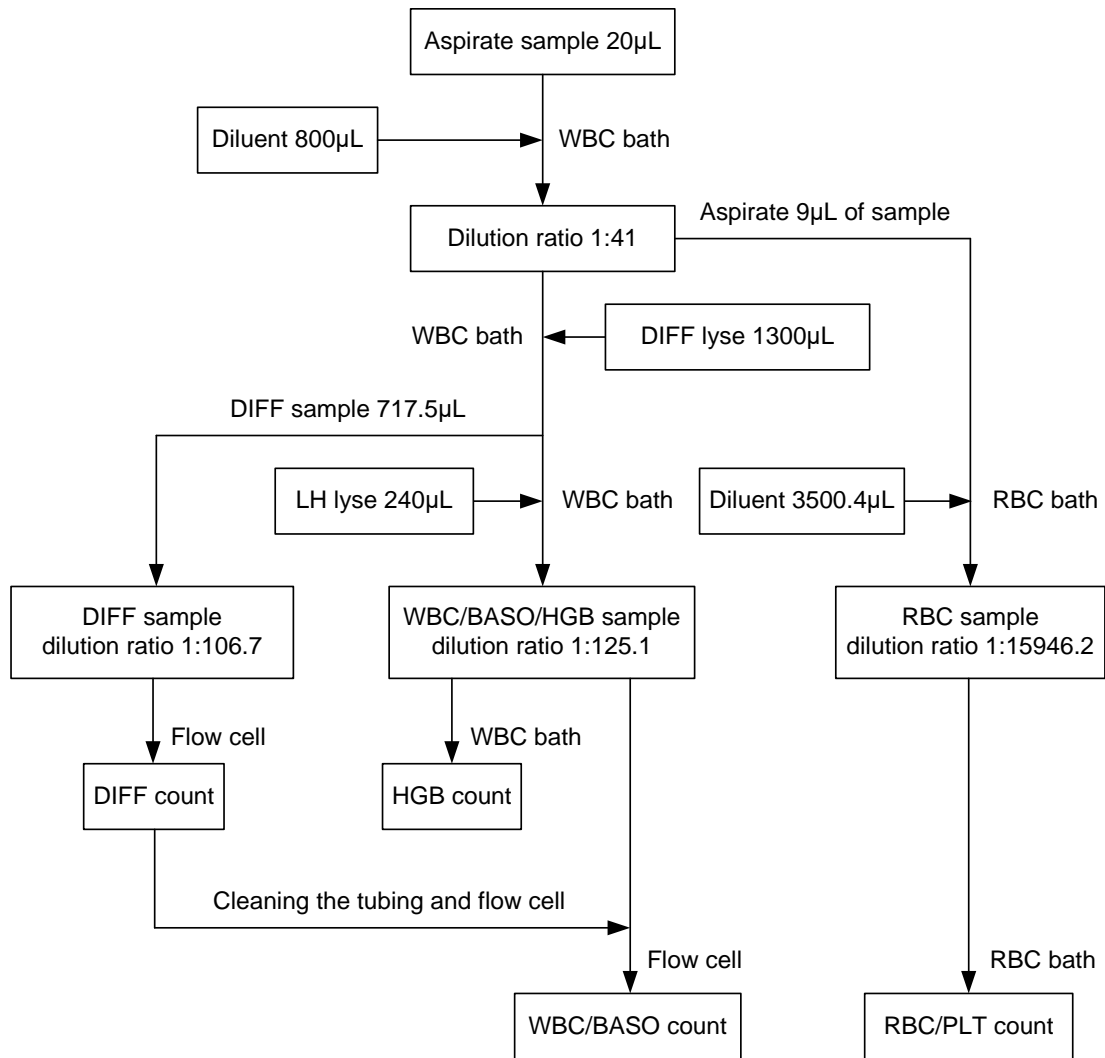 Aspirate sample 20µL
Diluent 800µL
WBC bath
Aspirate 9µL of sample
Dilution ratio 1:41
WBC bath
DIFF lyse 1300µL
DIFF sample 717.5µL
LH lyse 240µL
WBC bath
Diluent 3500.4µL
RBC bath
DIFF sample
dilution ratio 1:106.7
WBC/BASO/HGB sample
dilution ratio 1:125.1
RBC sample
dilution ratio 1:15946.2
Flow cell
WBC bath
DIFF count
HGB count
Cleaning the tubing and flow cell
Flow cell
RBC bath
WBC/BASO count
RBC/PLT count